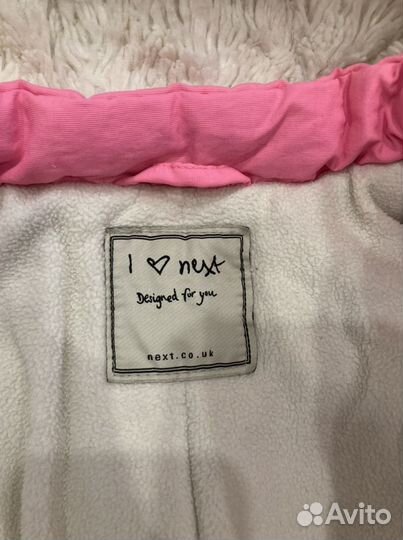 I ♡ next
Designed for you
next.co.uk
Avito